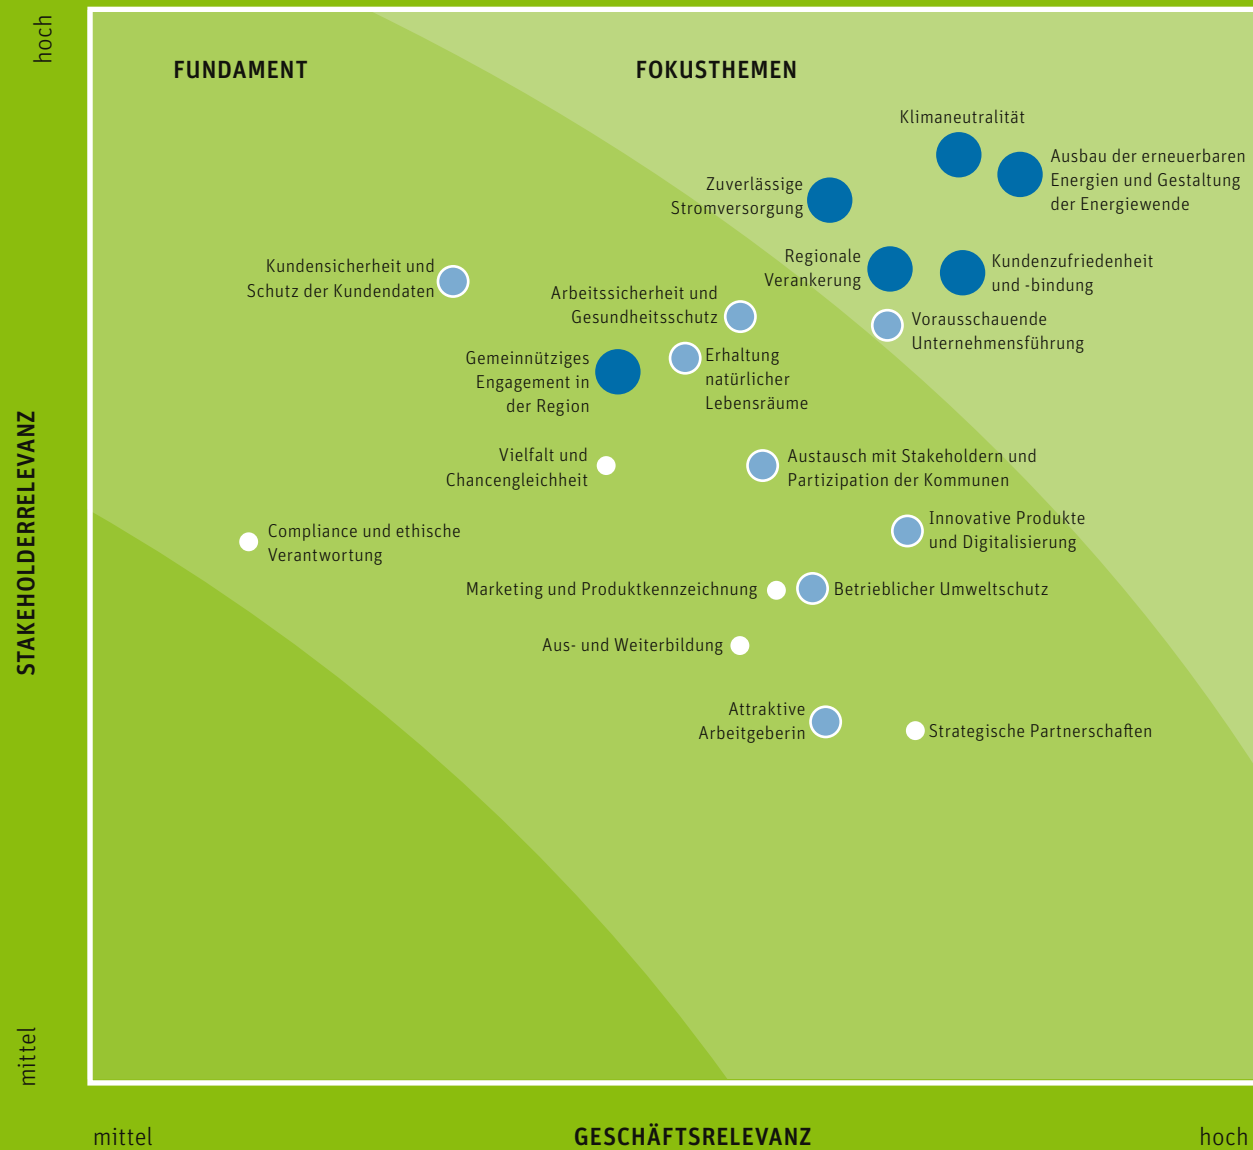 hoch
FUNDAMENT
FOKUSTHEMEN
Klimaneutralität
Ausbau der erneuerbaren
Energien und Gestaltung
der Energiewende
Zuverlässige
Stromversorgung
Regionale
Verankerung
Kundenzufriedenheit
und -bindung
Kundensicherheit und
Schutz der Kundendaten
Arbeitssicherheit und
Gesundheitsschutz
Vorausschauende
Unternehmensführung
Gemeinnütziges
Engagement in
der Region
Erhaltung
natürlicher
Lebensräume
Vielfalt und
Chancengleichheit
Austausch mit Stakeholdern und
Partizipation der Kommunen
Compliance und ethische
Verantwortung
Innovative Produkte
und Digitalisierung
Marketing und Produktkennzeichnung
Betrieblicher Umweltschutz
Aus- und Weiterbildung
Attraktive
Arbeitgeberin
Strategische Partnerschaften
STAKEHOLDERRELEVANZ
mittel
mittel
GESCHÄFTSRELEVANZ
hoch